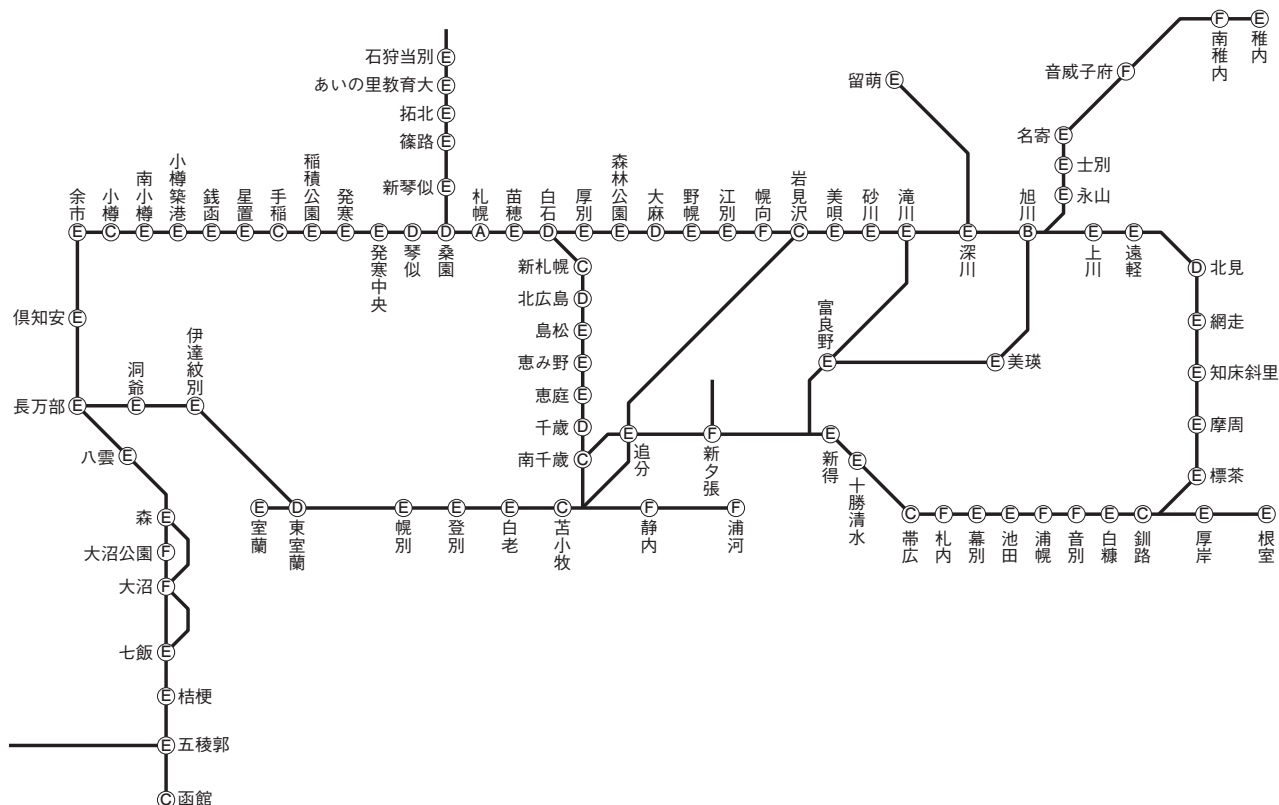 石狩当別 E
あいの里教育大 E
拓北 E
篠路 E
新琴似 E
余市 E
小樽 C
南小樽 E
小樽築港 E
銭函 E
星置 E
手稲 C
稲積公園 E
発寒 E
発寒中央 E
琴似 D
桑園 D
札幌 A
苗穂 E
白石 D
厚別 E
森林公園 E
大麻 D
野幌 E
江別 E
幌向 F
岩見沢 C
美唄 E
砂川 E
滝川 E
深川 E
旭川 B
上川 E
遠軽 E
留萌 E
南稚内 F
稚内 E
音威子府 F
名寄 E
士別 E
永山 E
北見 D
網走 E
知床斜里 E
摩周 E
標茶 E
新札幌 C
北広島 D
島松 E
恵み野 E
恵庭 E
千歳 D
南千歳 C
富良野 E
美瑛 E
追分 E
新夕張 F
新得 E
十勝清水 E
帯広 C
札内 F
幕別 E
池田 E
浦幌 F
音別 F
白糠 E
釧路 C
厚岸 E
根室 E
倶知安 E
長万部 E
洞爺 E
伊達紋別 E
室蘭 E
東室蘭 D
幌別 E
登別 E
白老 E
苫小牧 C
静内 F
浦河 F
八雲 E
森 E
大沼公園 F
大沼 F
七飯 E
桔梗 E
五稜郭 E
函館 C